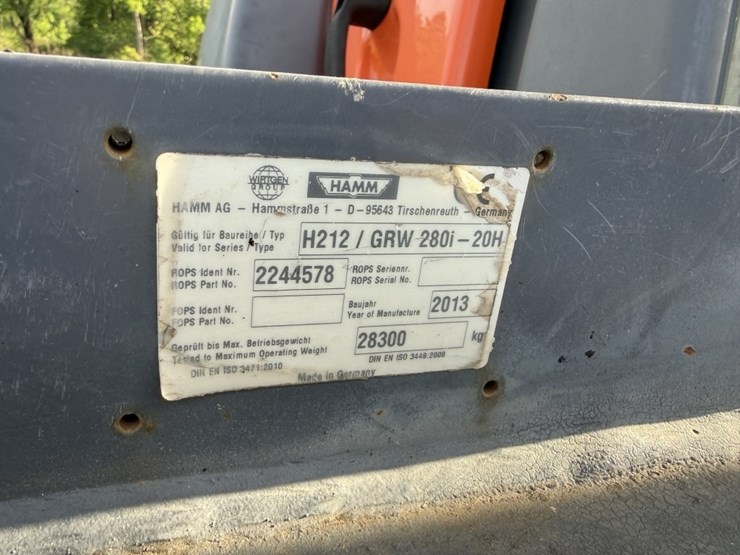 WIRTGEN GROUP
HAMM
CE
HAMM AG – Hammstraße 1 – D–95643 Tirschenreuth – Germany
Gültig für Baureihe / Typ
Valid for Series / Type
H212 / GRW 280i–20H
ROPS Ident Nr.
ROPS Part No.
2244578
ROPS Seriennr.
ROPS Serial No.
FOPS Ident Nr.
FOPS Part No.
Baujahr
Year of Manufacture
2013
Geprüft bis Max. Betriebsgewicht
Tested to Maximum Operating Weight
28300 kg
DIN EN ISO 3471:2010
DIN EN ISO 3449:2008
Made in Germany